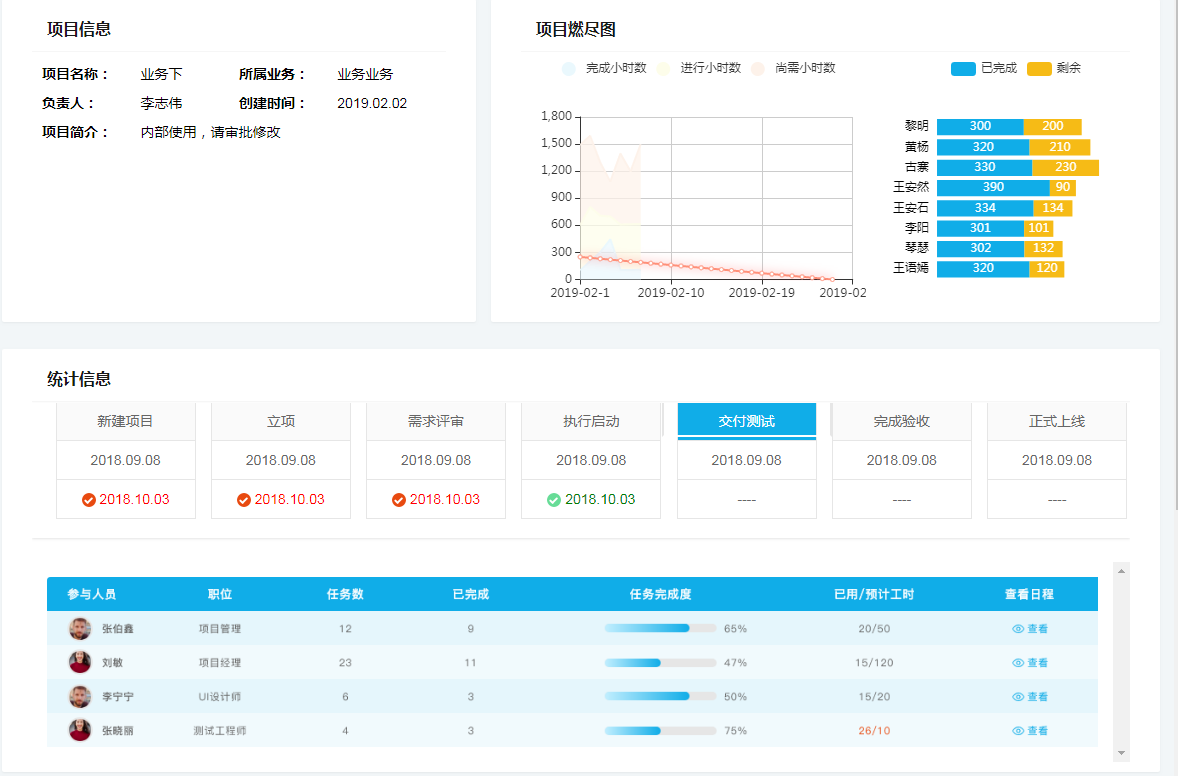 项目信息
项目名称： 业务下 所属业务： 业务业务
负责人： 李志伟 创建时间： 2019.02.02
项目简介： 内部使用，请审批修改
项目燃尽图
完成小时数 进行小时数 尚需小时数
已完成 剩余
1,800
1,500
1,200
900
600
300
0
2019-02-1 2019-02-10 2019-02-19 2019-02
黎明 300 200
黄杨 320 210
古寨 330 230
王安然 390 90
王安石 334 134
李阳 301 101
琴瑟 302 132
王语嫣 320 120
统计信息
新建项目 立项 需求评审 执行启动 交付测试 完成验收 正式上线
2018.09.08 2018.09.08 2018.09.08 2018.09.08 2018.09.08 2018.09.08 2018.09.08
2018.10.03 2018.10.03 2018.10.03 2018.10.03 ---- ---- ----
参与人员 职位 任务数 已完成 任务完成度 已用/预计工时 查看日程
张伯鑫 项目管理 12 9 65% 20/50 查看
刘敏 项目经理 23 11 47% 15/120 查看
李宁宁 UI设计师 6 3 50% 15/20 查看
张晓丽 测试工程师 4 3 75% 26/10 查看